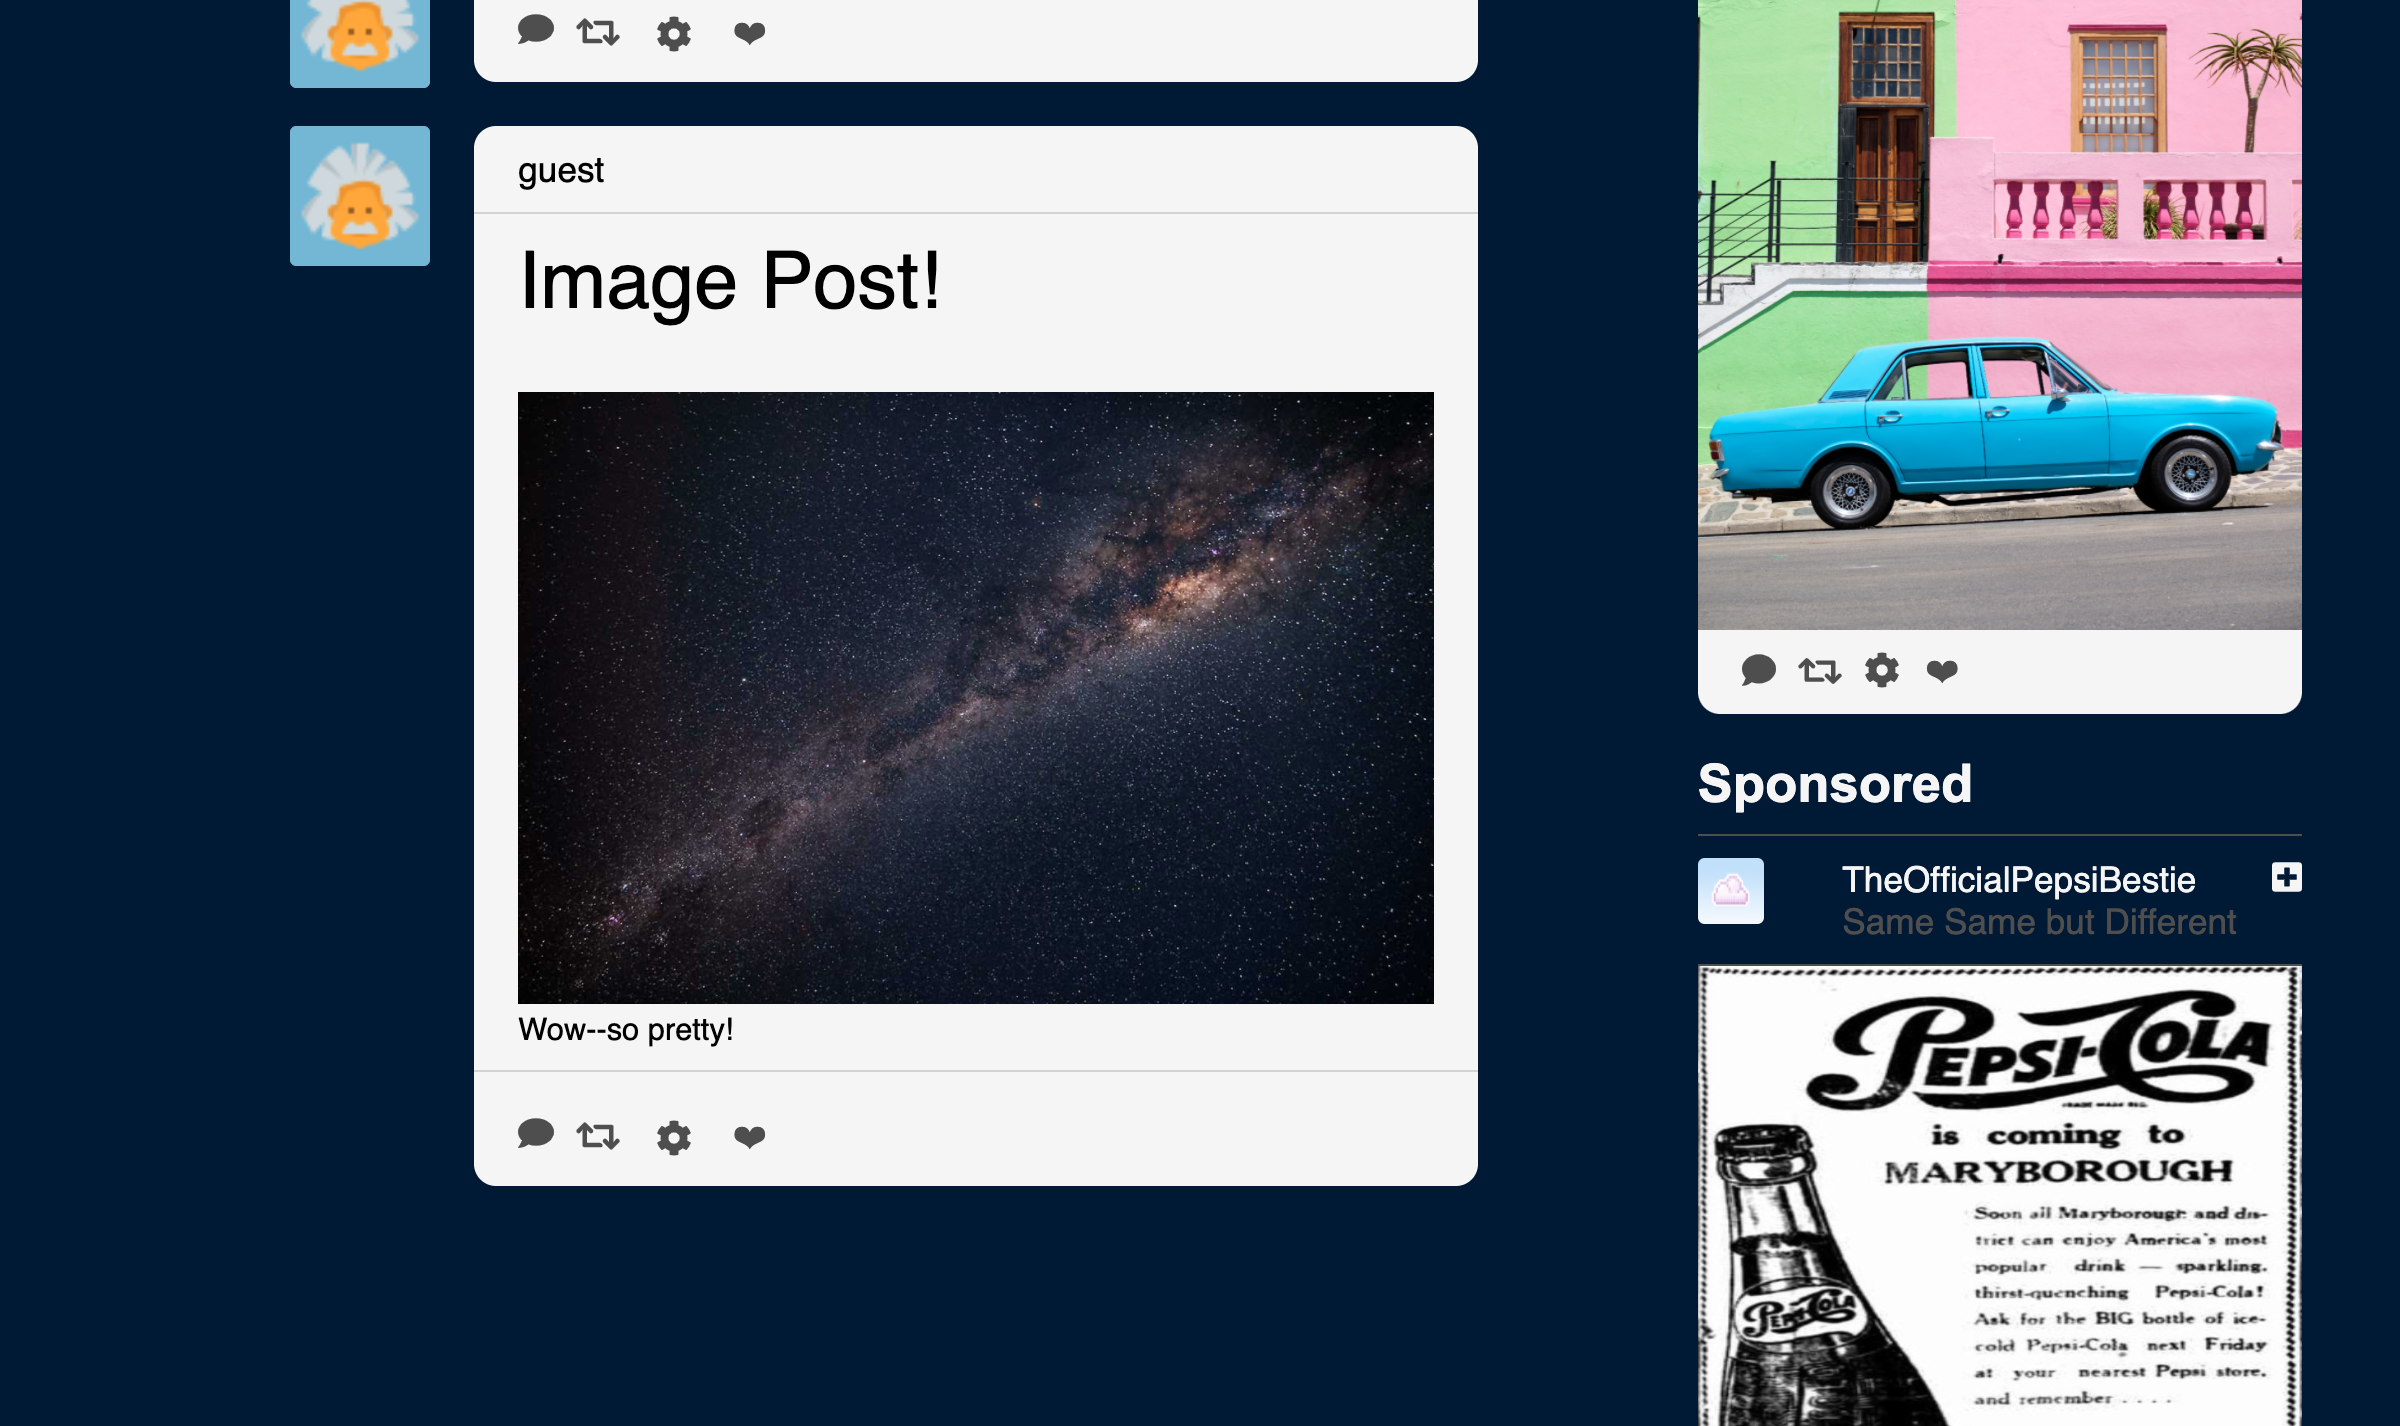 guest
Image Post!
Wow--so pretty!
Sponsored
TheOfficialPepsiBestie
Same Same but Different
PEPSI-COLA
is coming to
MARYBOROUGH
Soon all Maryborough and dis-
trict can enjoy America's most
popular drink — sparkling,
thirst-quenching Pepsi-Cola!
Ask for the BIG bottle of ice-
cold Pepsi-Cola next Friday
at your nearest Pepsi store,
and remember . . . .
PEPSI-COLA